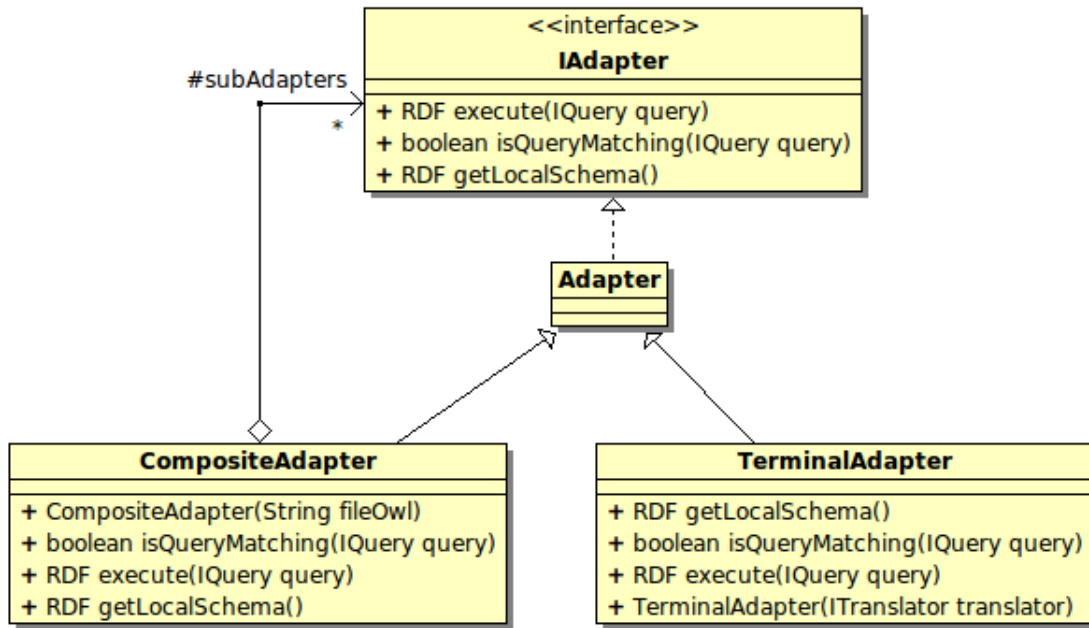 <<interface>>
IAdapter
#subAdapters
*
+ RDF execute(IQuery query)
+ boolean isQueryMatching(IQuery query)
+ RDF getLocalSchema()
Adapter
CompositeAdapter
+ CompositeAdapter(String fileOwl)
+ boolean isQueryMatching(IQuery query)
+ RDF execute(IQuery query)
+ RDF getLocalSchema()
TerminalAdapter
+ RDF getLocalSchema()
+ boolean isQueryMatching(IQuery query)
+ RDF execute(IQuery query)
+ TerminalAdapter(ITranslator translator)